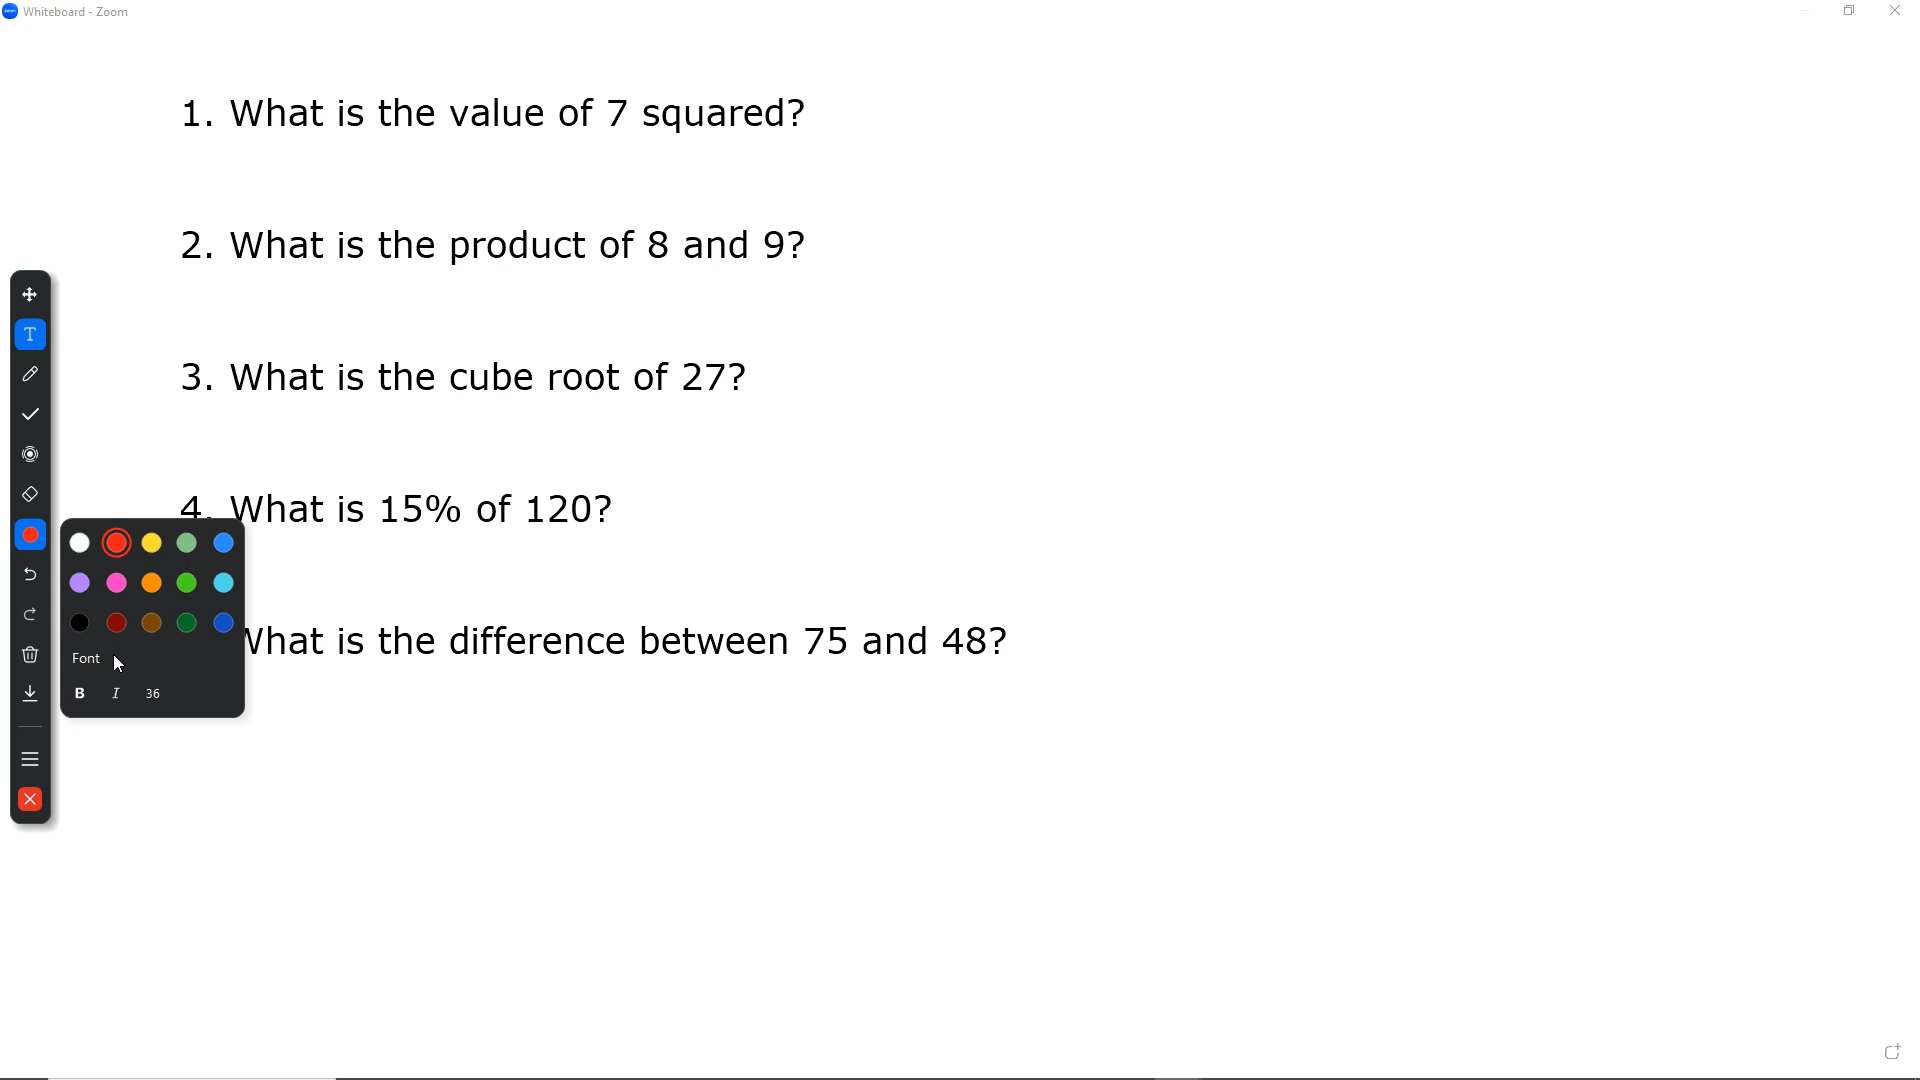 Whiteboard - Zoom
1. What is the value of 7 squared?
2. What is the product of 8 and 9?
3. What is the cube root of 27?
4. What is 15% of 120?
What is the difference between 75 and 48?
Font
B I 36